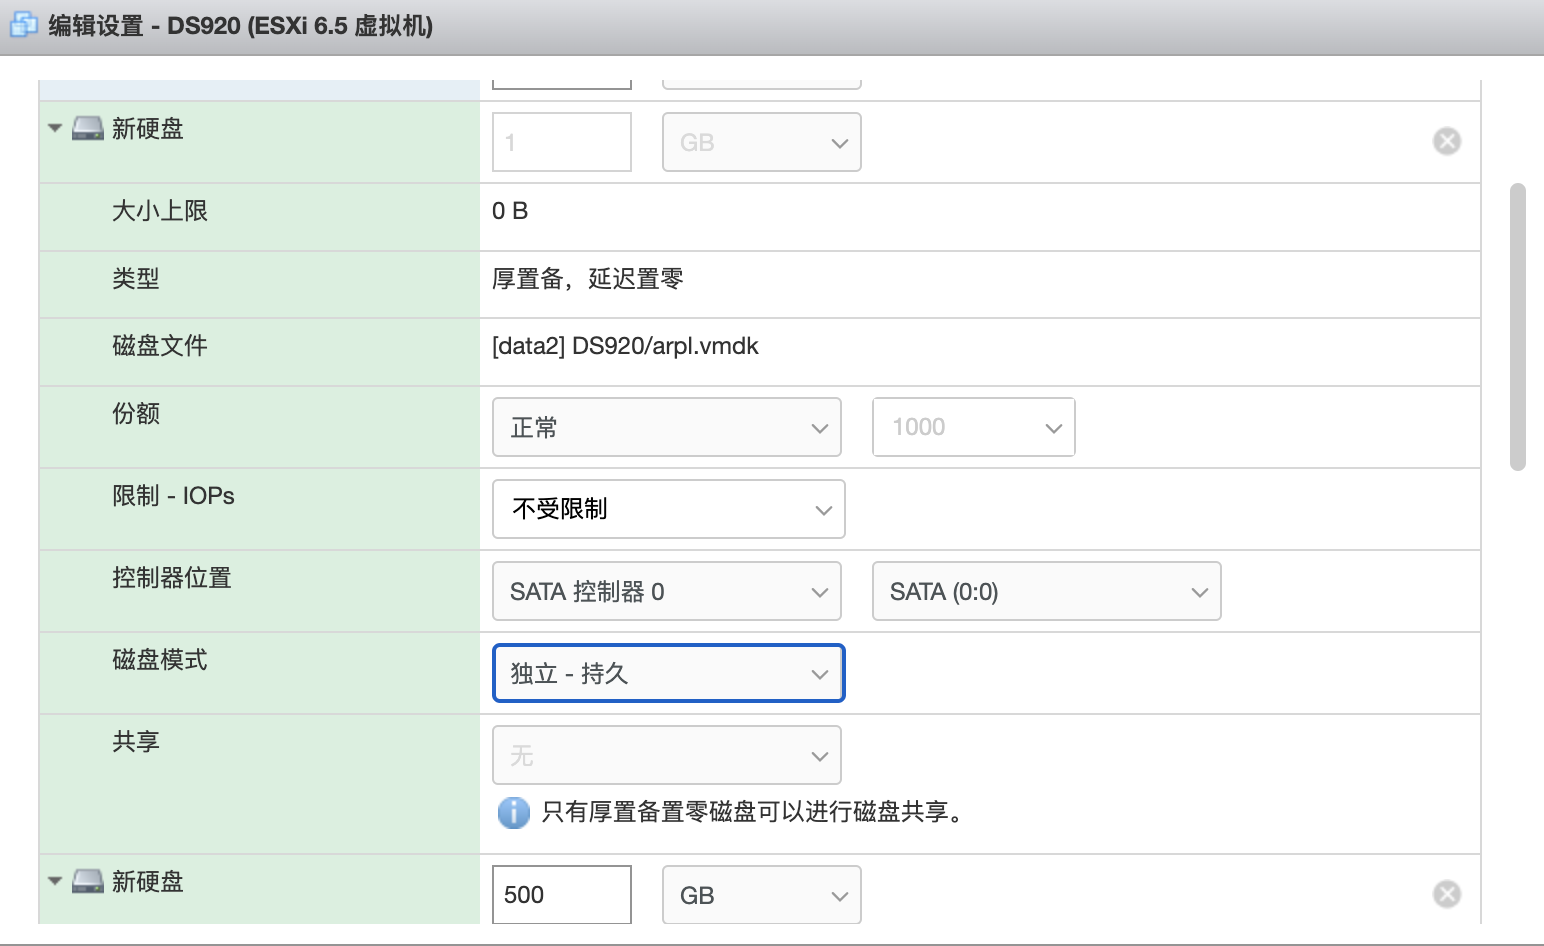 编辑设置 - DS920 (ESXi 6.5 虚拟机)
新硬盘 1 GB
大小上限 0 B
类型 厚置备，延迟置零
磁盘文件 [data2] DS920/arpl.vmdk
份额 正常 1000
限制 - IOPs 不受限制
控制器位置 SATA 控制器 0 SATA (0:0)
磁盘模式 独立 - 持久
共享 无
只有厚置备置零磁盘可以进行磁盘共享。
新硬盘 500 GB